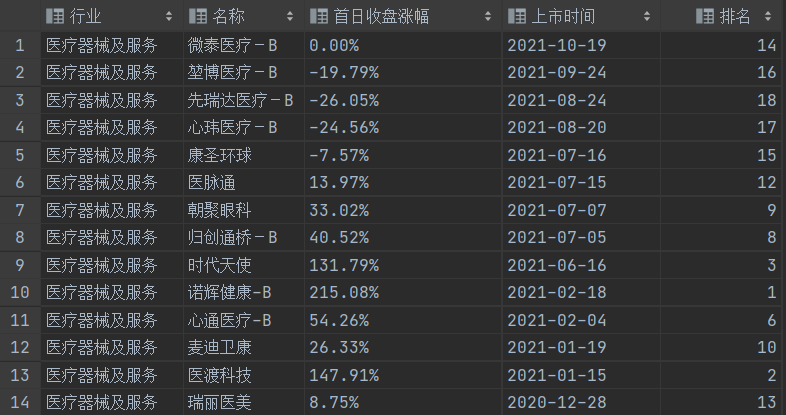 行业 名称 首日收盘涨幅 上市时间 排名
1 医疗器械及服务 微泰医疗－B 0.00% 2021-10-19 14
2 医疗器械及服务 堃博医疗－B -19.79% 2021-09-24 16
3 医疗器械及服务 先瑞达医疗－B -26.05% 2021-08-24 18
4 医疗器械及服务 心玮医疗－B -24.56% 2021-08-20 17
5 医疗器械及服务 康圣环球 -7.57% 2021-07-16 15
6 医疗器械及服务 医脉通 13.97% 2021-07-15 12
7 医疗器械及服务 朝聚眼科 33.02% 2021-07-07 9
8 医疗器械及服务 归创通桥－B 40.52% 2021-07-05 8
9 医疗器械及服务 时代天使 131.79% 2021-06-16 3
10 医疗器械及服务 诺辉健康-B 215.08% 2021-02-18 1
11 医疗器械及服务 心通医疗-B 54.26% 2021-02-04 6
12 医疗器械及服务 麦迪卫康 26.33% 2021-01-19 10
13 医疗器械及服务 医渡科技 147.91% 2021-01-15 2
14 医疗器械及服务 瑞丽医美 8.75% 2020-12-28 13